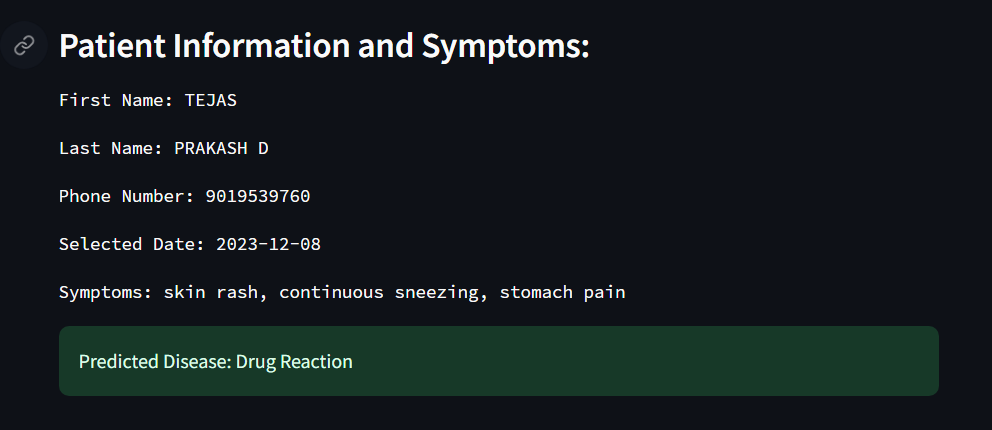 Patient Information and Symptoms:
First Name: TEJAS
Last Name: PRAKASH D
Phone Number: 9019539760
Selected Date: 2023-12-08
Symptoms: skin rash, continuous sneezing, stomach pain
Predicted Disease: Drug Reaction